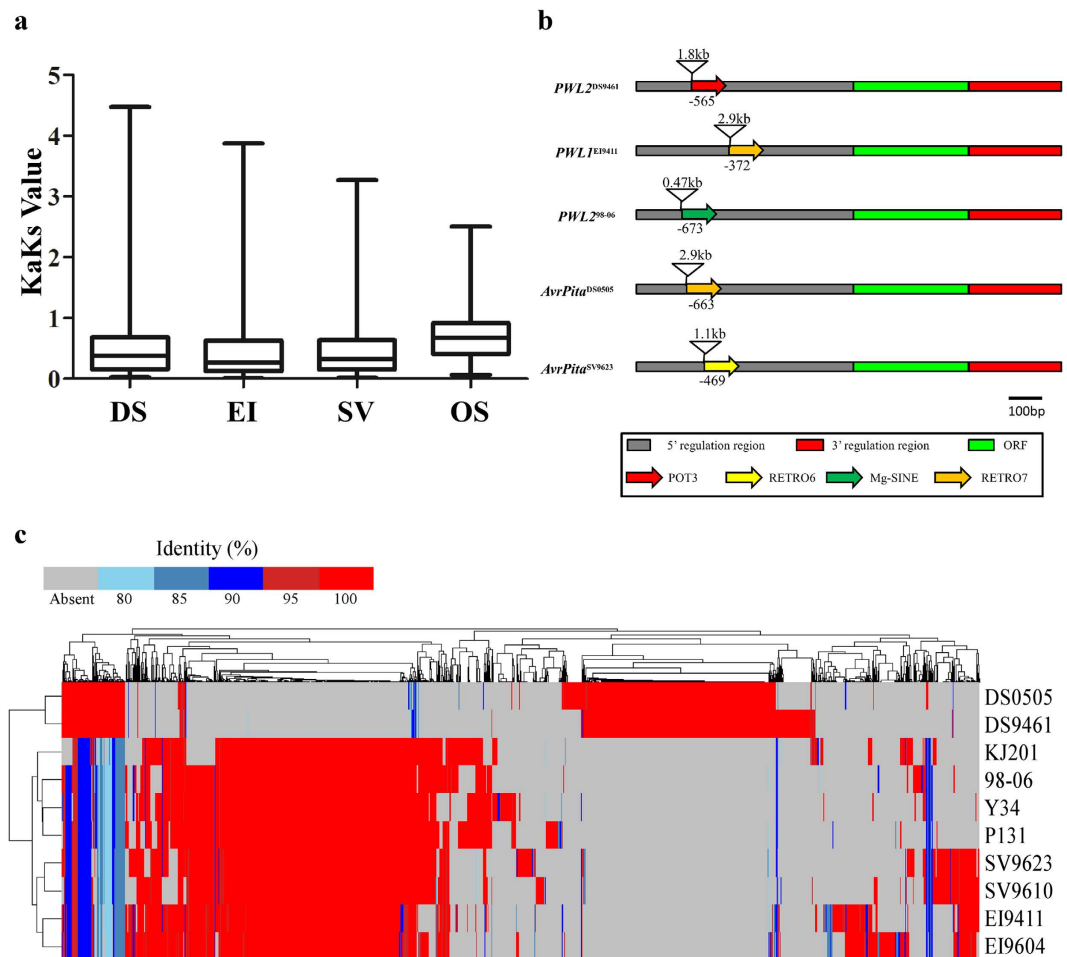 a
KaKs Value
5
4
3
2
1
0
DS EI SV OS
b
1.8kb
PWL2DS9461
-565
2.9kb
PWL1EI9411
-372
0.47kb
PWL298-06
-673
2.9kb
AvrPitaDS0505
-663
1.1kb
AvrPitaSV9623
-469
100bp
5’ regulation region 3’ regulation region ORF
POT3 RETRO6 Mg-SINE RETRO7
c
Identity (%)
Absent 80 85 90 95 100
DS0505
DS9461
KJ201
98-06
Y34
P131
SV9623
SV9610
EI9411
EI9604